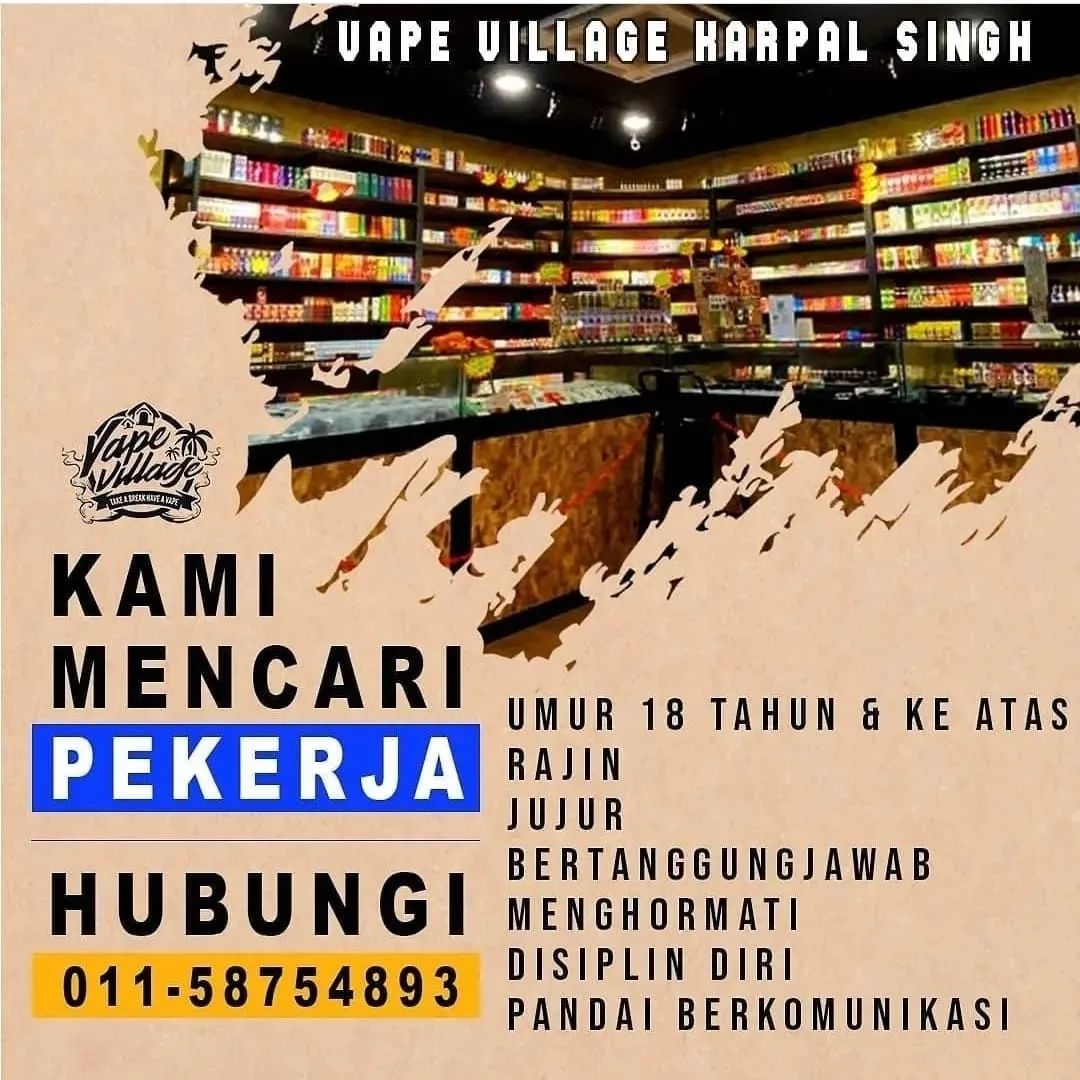 VAPE VILLAGE KARPAL SINGH
Vape
Village
TAKE A BREAK HAVE A VAPE
KAMI
MENCARI
PEKERJA
HUBUNGI
011-58754893
UMUR 18 TAHUN & KE ATAS
RAJIN
JUJUR
BERTANGGUNGJAWAB
MENGHORMATI
DISIPLIN DIRI
PANDAI BERKOMUNIKASI